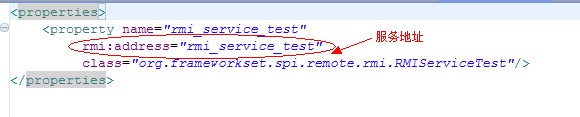 <properties>
<property name="rmi_service_test"
rmi:address="rmi_service_test"
服务地址
class="org.frameworkset.spi.remote.rmi.RMIServiceTest"/>
</properties>